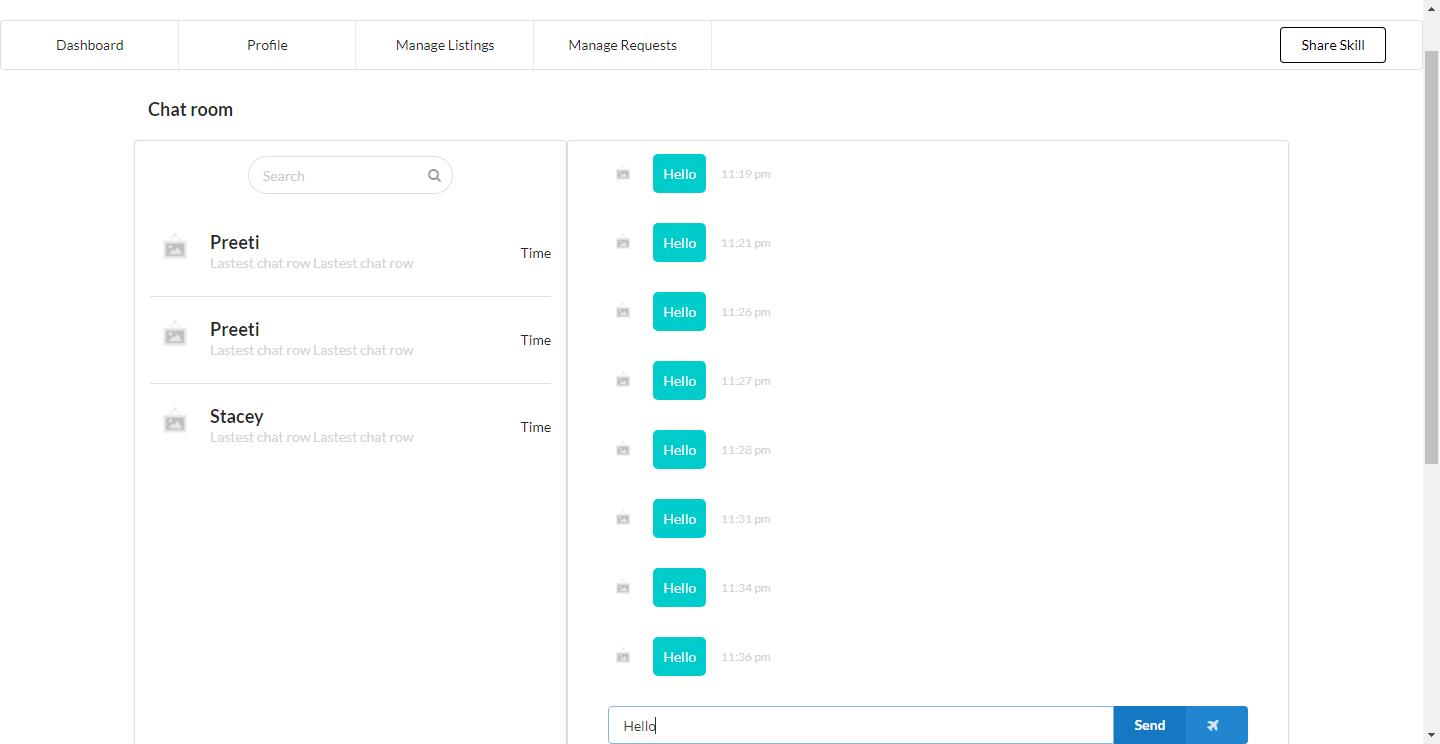 Dashboard
Profile
Manage Listings
Manage Requests
Share Skill
Chat room
Search
Preeti
Lastest chat row Lastest chat row
Time
Preeti
Lastest chat row Lastest chat row
Time
Stacey
Lastest chat row Lastest chat row
Time
Hello 11:19 pm
Hello 11:21 pm
Hello 11:26 pm
Hello 11:27 pm
Hello 11:28 pm
Hello 11:31 pm
Hello 11:34 pm
Hello 11:36 pm
Hello
Send